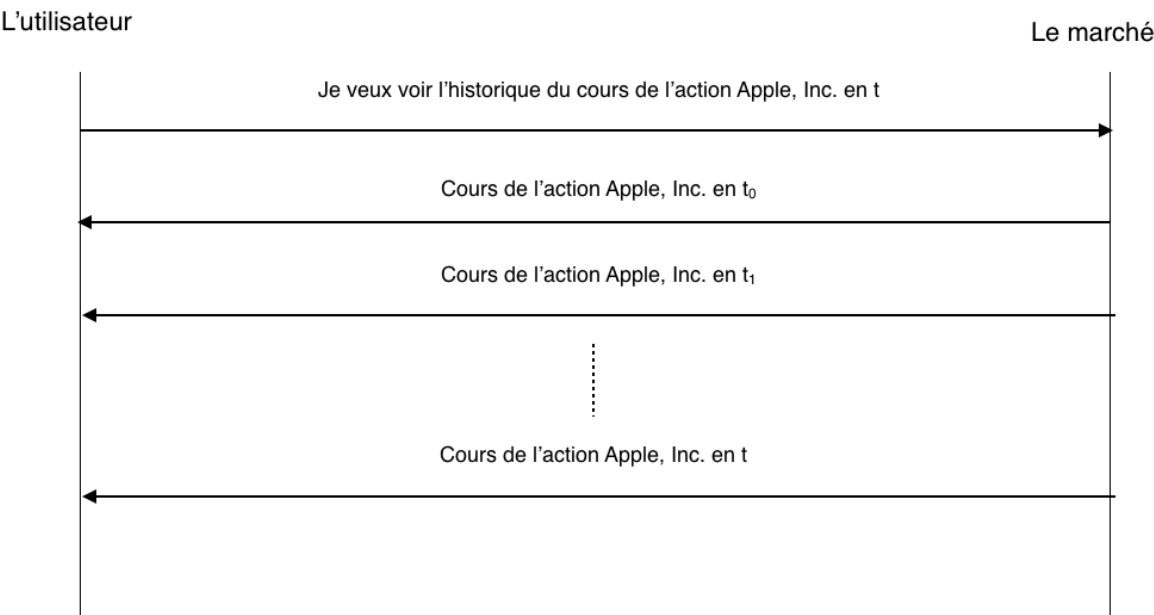 L’utilisateur
Le marché
Je veux voir l’historique du cours de l’action Apple, Inc. en t
Cours de l’action Apple, Inc. en t₀
Cours de l’action Apple, Inc. en t₁
Cours de l’action Apple, Inc. en t